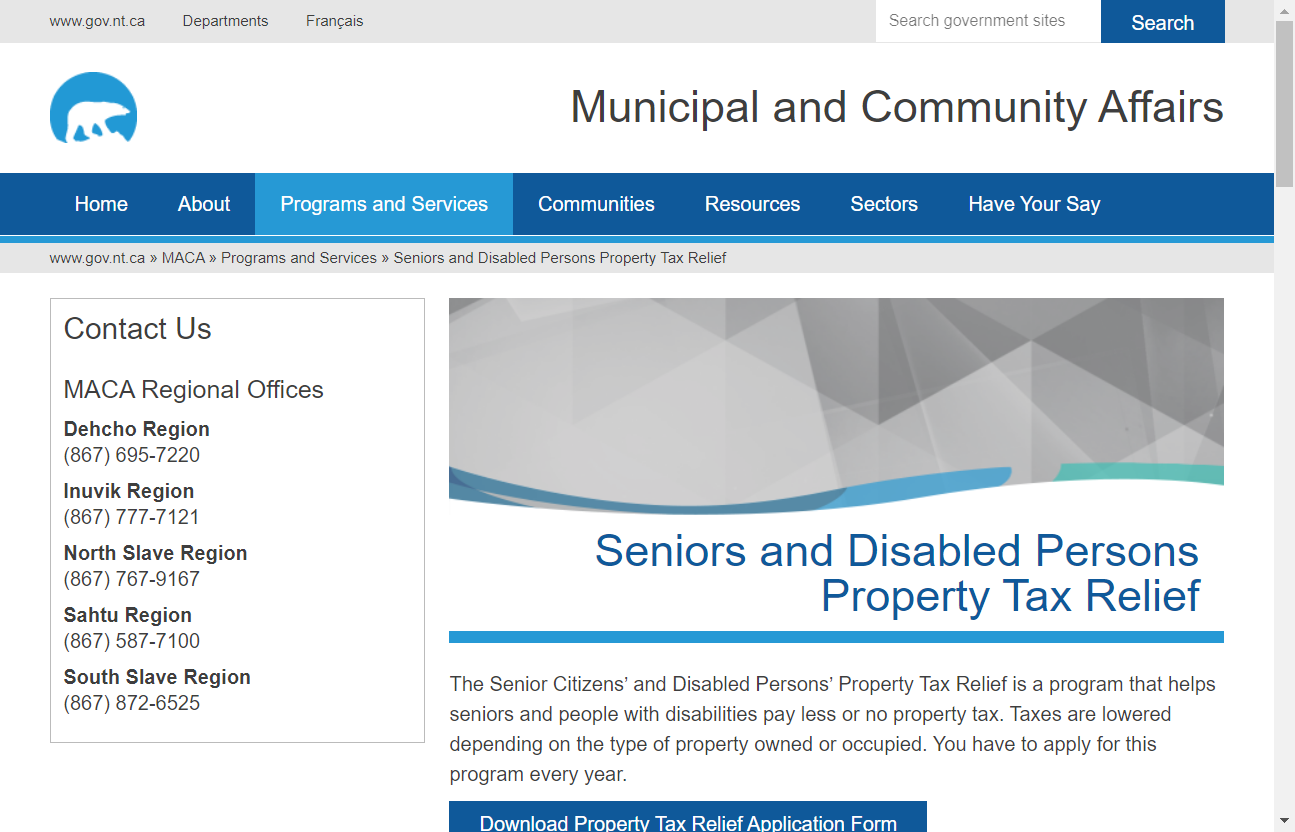 www.gov.nt.ca Departments Français
Search government sites Search
Municipal and Community Affairs
Home About Programs and Services Communities Resources Sectors Have Your Say
www.gov.nt.ca » MACA » Programs and Services » Seniors and Disabled Persons Property Tax Relief
Contact Us
MACA Regional Offices
Dehcho Region
(867) 695-7220
Inuvik Region
(867) 777-7121
North Slave Region
(867) 767-9167
Sahtu Region
(867) 587-7100
South Slave Region
(867) 872-6525
Seniors and Disabled Persons
Property Tax Relief
The Senior Citizens’ and Disabled Persons’ Property Tax Relief is a program that helps
seniors and people with disabilities pay less or no property tax. Taxes are lowered
depending on the type of property owned or occupied. You have to apply for this
program every year.
Download Property Tax Relief Application Form